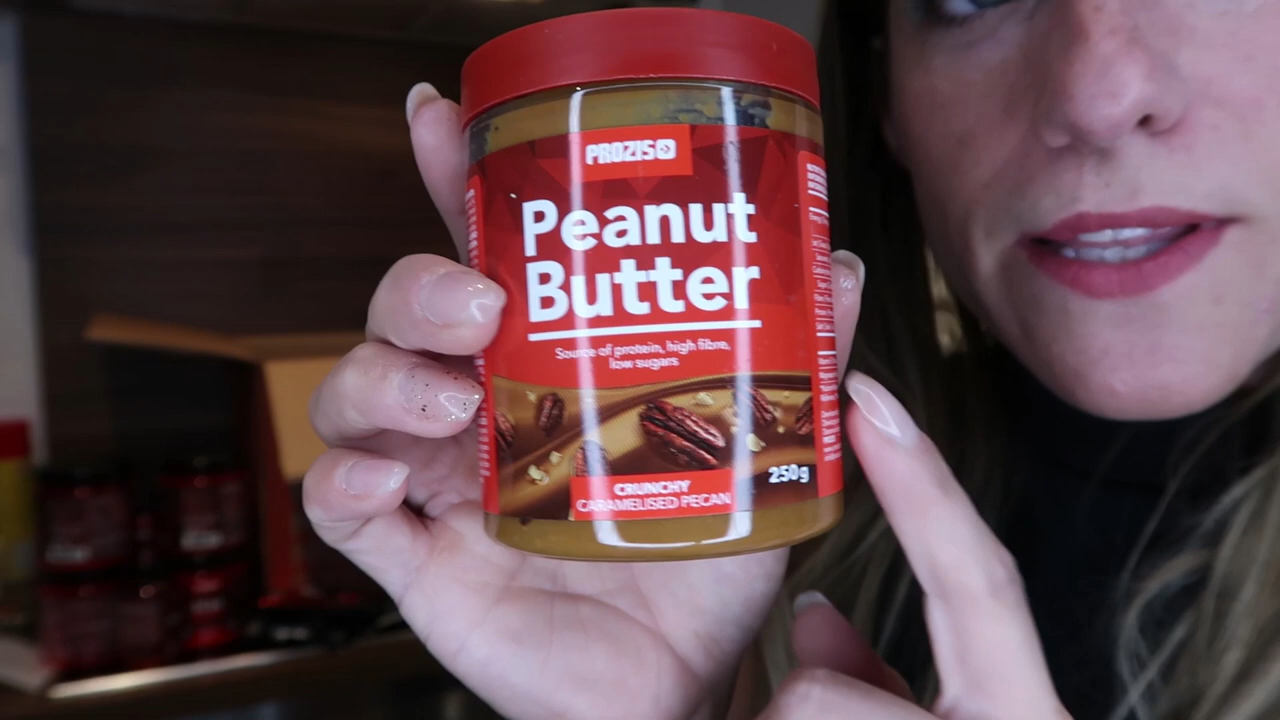 PROZIS
Peanut
Butter
Source of protein, high fibre,
low sugars
CRUNCHY
CARAMELISED PECAN
250g